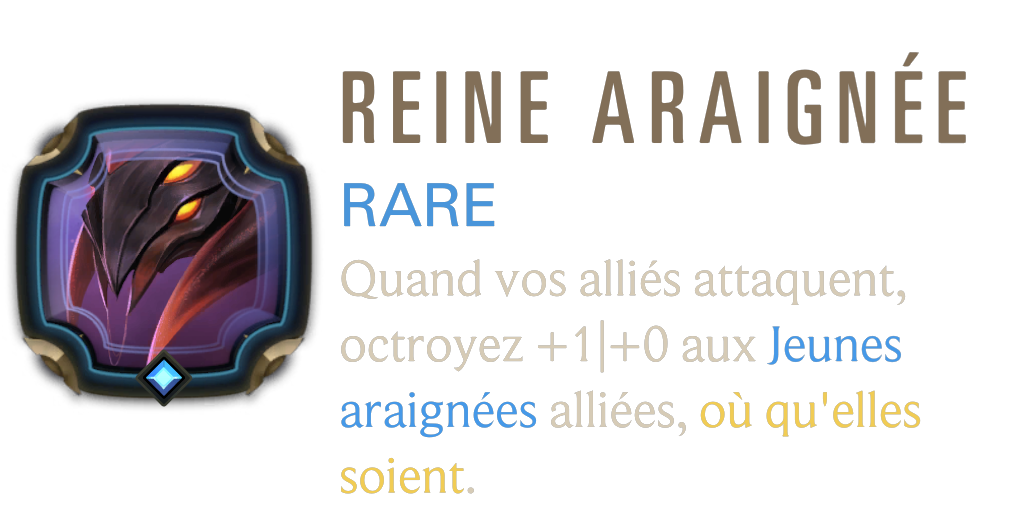 REINE ARAIGNÉE
RARE
Quand vos alliés attaquent,
octroyez +1|+0 aux Jeunes
araignées alliées, où qu'elles
soient.